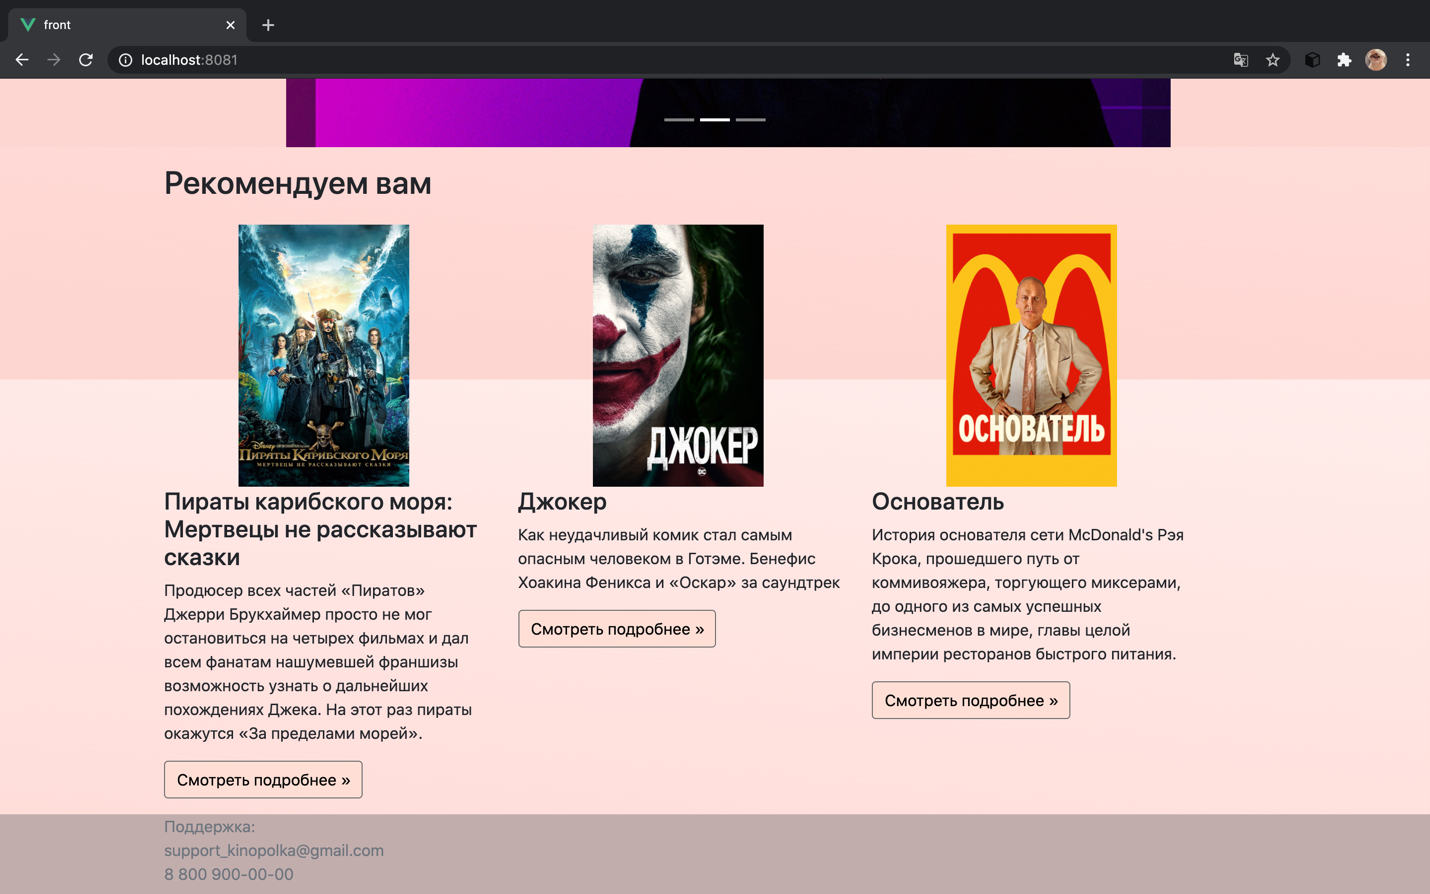 front
localhost:8081
Рекомендуем вам
Disney
Пираты Карибского Моря
Мертвецы не рассказывают сказки
ДЖОКЕР
DC
ОСНОВАТЕЛЬ
Пираты карибского моря:
Мертвецы не рассказывают
сказки
Продюсер всех частей «Пиратов»
Джерри Брукхаймер просто не мог
остановиться на четырех фильмах и дал
всем фанатам нашумевшей франшизы
возможность узнать о дальнейших
похождениях Джека. На этот раз пираты
окажутся «За пределами морей».
Смотреть подробнее »
Джокер
Как неудачливый комик стал самым
опасным человеком в Готэме. Бенефис
Хоакина Феникса и «Оскар» за саундтрек
Смотреть подробнее »
Основатель
История основателя сети McDonald's Рэя
Крока, прошедшего путь от
коммивояжера, торгующего миксерами,
до одного из самых успешных
бизнесменов в мире, главы целой
империи ресторанов быстрого питания.
Смотреть подробнее »
Поддержка:
support_kinopolka@gmail.com
8 800 900-00-00